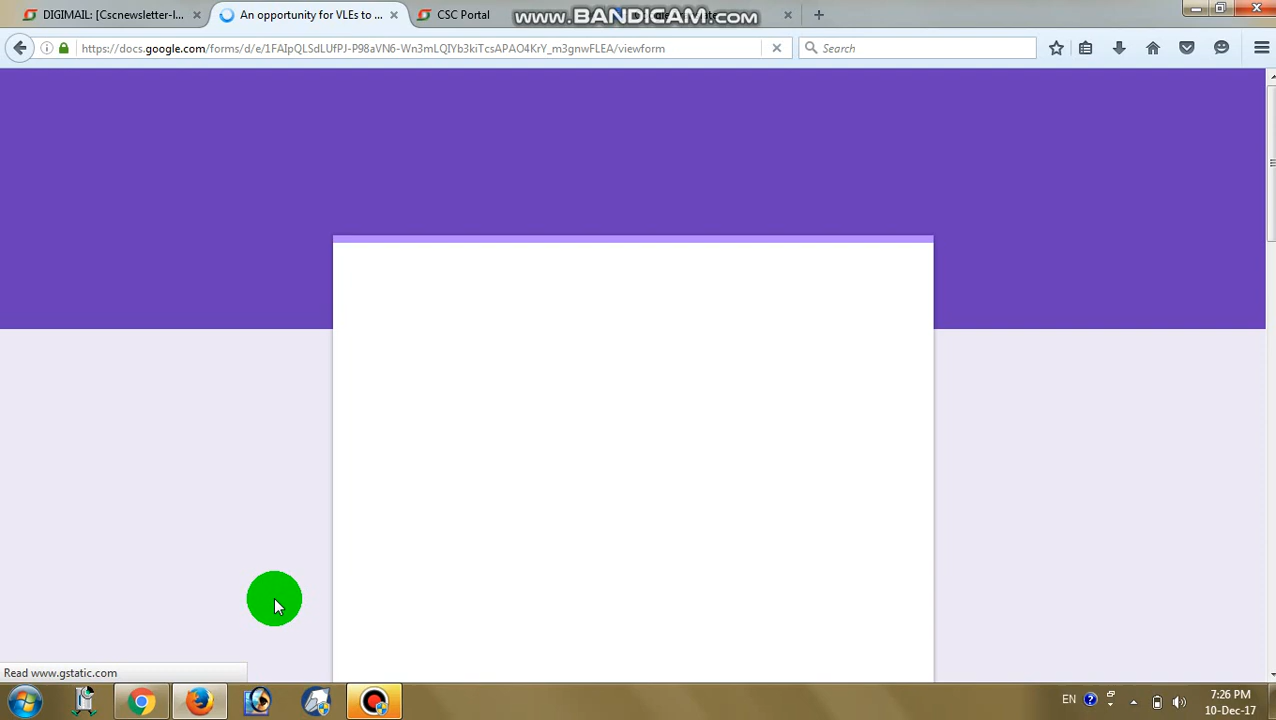 DIGIMAIL: [Cscnewsletter-l...
An opportunity for VLEs to ...
CSC Portal
www.BANDICAM.com
https://docs.google.com/forms/d/e/1FAIpQLSdLUfPJ-P98aVN6-Wn3mLQIYb3kiTcsAPAO4KrY_m3gnwFLEA/viewform
Search
Read www.gstatic.com
EN
7:26 PM
10-Dec-17